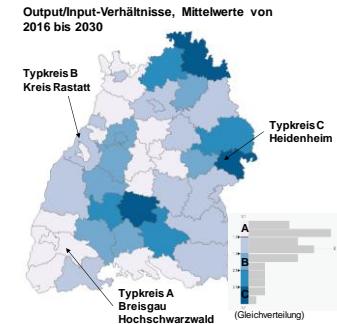 Output/Input-Verhältnisse, Mittelwerte von
2016 bis 2030
Typkreis B
Kreis Rastatt
Typkreis C
Heidenheim
Typkreis A
Breisgau
Hochschwarzwald
A
B
C
(Gleichverteilung)